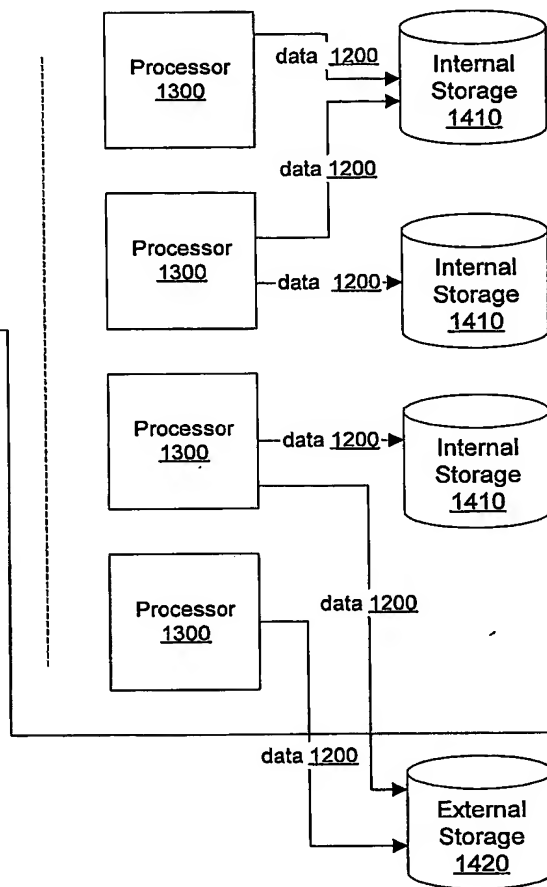 Processor
1300
data 1200
Internal
Storage
1410
data 1200
Processor
1300
data 1200
Internal
Storage
1410
Processor
1300
data 1200
Internal
Storage
1410
Processor
1300
data 1200
data 1200
External
Storage
1420